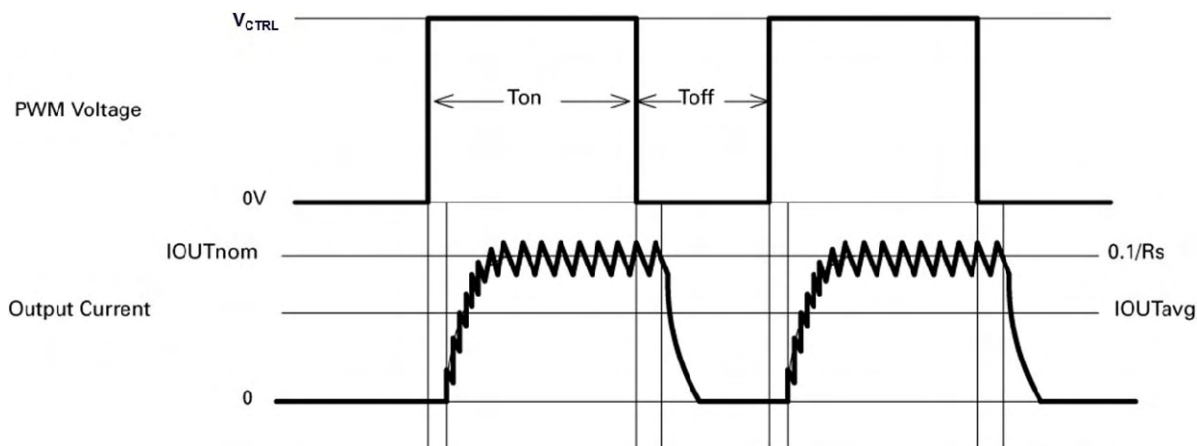 VCTRL
PWM Voltage
Ton
Toff
0V
IOUTnom
0.1/Rs
Output Current
IOUTavg
0